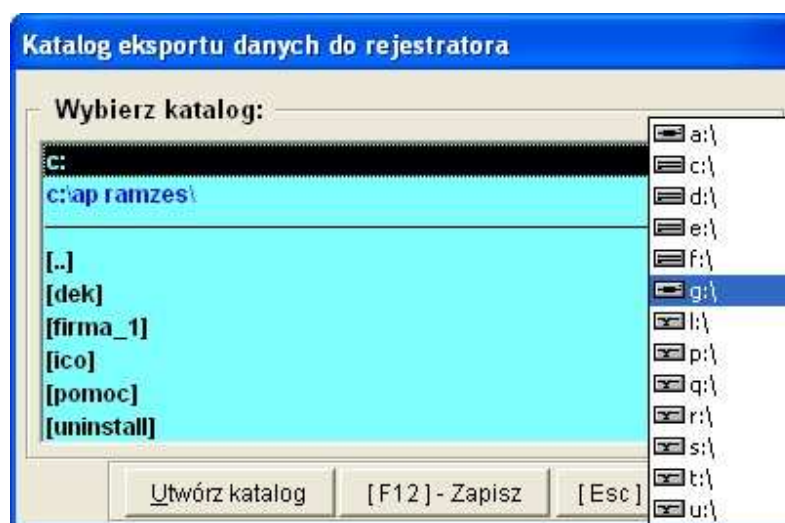 Katalog eksportu danych do rejestratora
Wybierz katalog:
c:
c:\ap ramzes\
[..]
[dek]
[firma_1]
[ico]
[pomoc]
[uninstall]
a:\
c:\
d:\
e:\
f:\
g:\
l:\
p:\
q:\
r:\
s:\
t:\
u:\
Utwórz katalog
[F12] - Zapisz
[Esc]